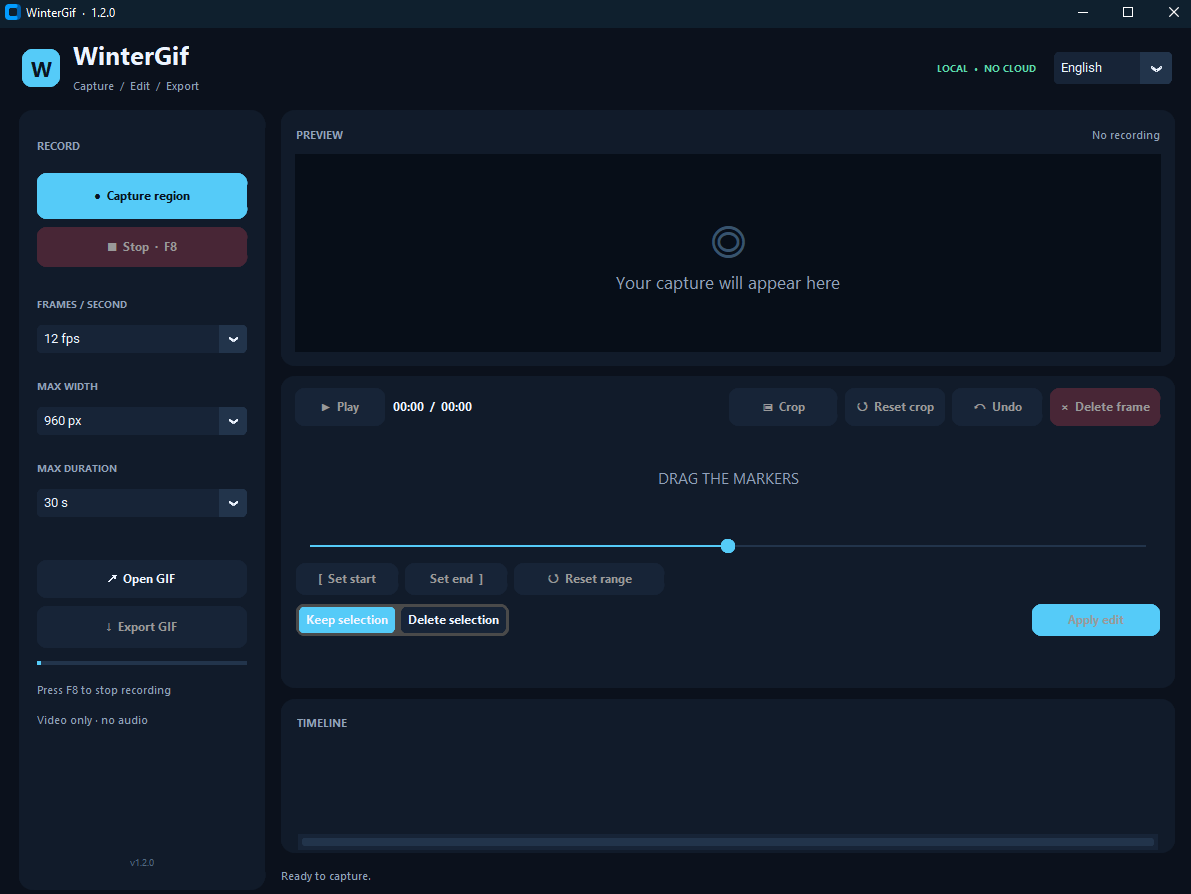 WinterGif · 1.2.0
W
WinterGif
Capture / Edit / Export
LOCAL • NO CLOUD
English
RECORD
● Capture region
■ Stop · F8
FRAMES / SECOND
12 fps
MAX WIDTH
960 px
MAX DURATION
30 s
↗ Open GIF
↓ Export GIF
Press F8 to stop recording
Video only · no audio
v1.2.0
PREVIEW
No recording
Your capture will appear here
▶ Play
00:00 / 00:00
Crop
↺ Reset crop
↶ Undo
× Delete frame
DRAG THE MARKERS
[ Set start
Set end ]
↺ Reset range
Keep selection
Delete selection
Apply edit
TIMELINE
Ready to capture.